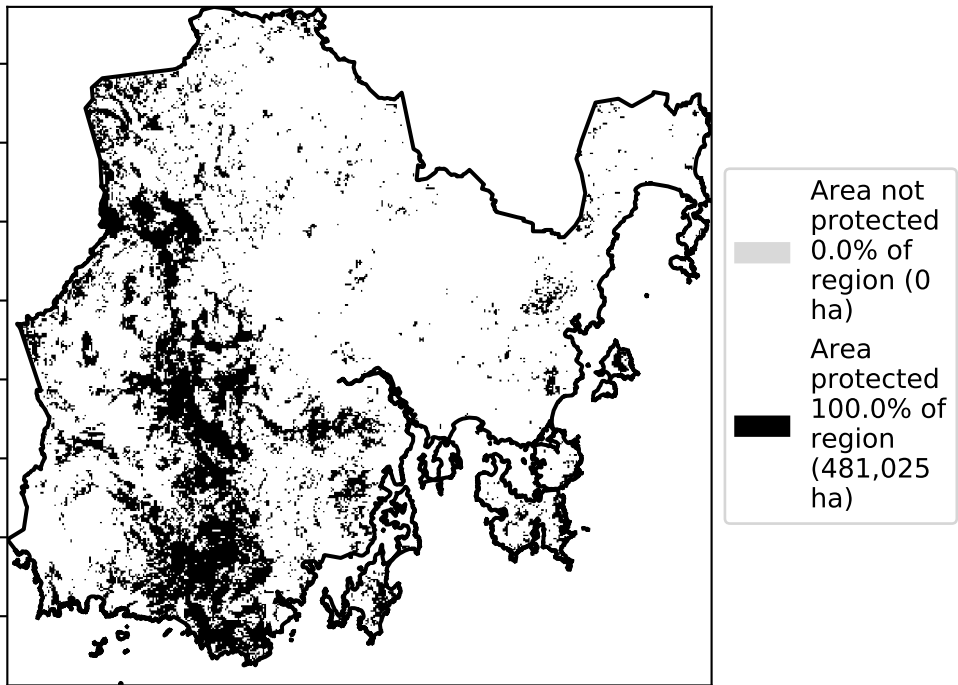 Area not
protected
0.0% of
region (0
ha)
Area
protected
100.0% of
region
(481,025
ha)